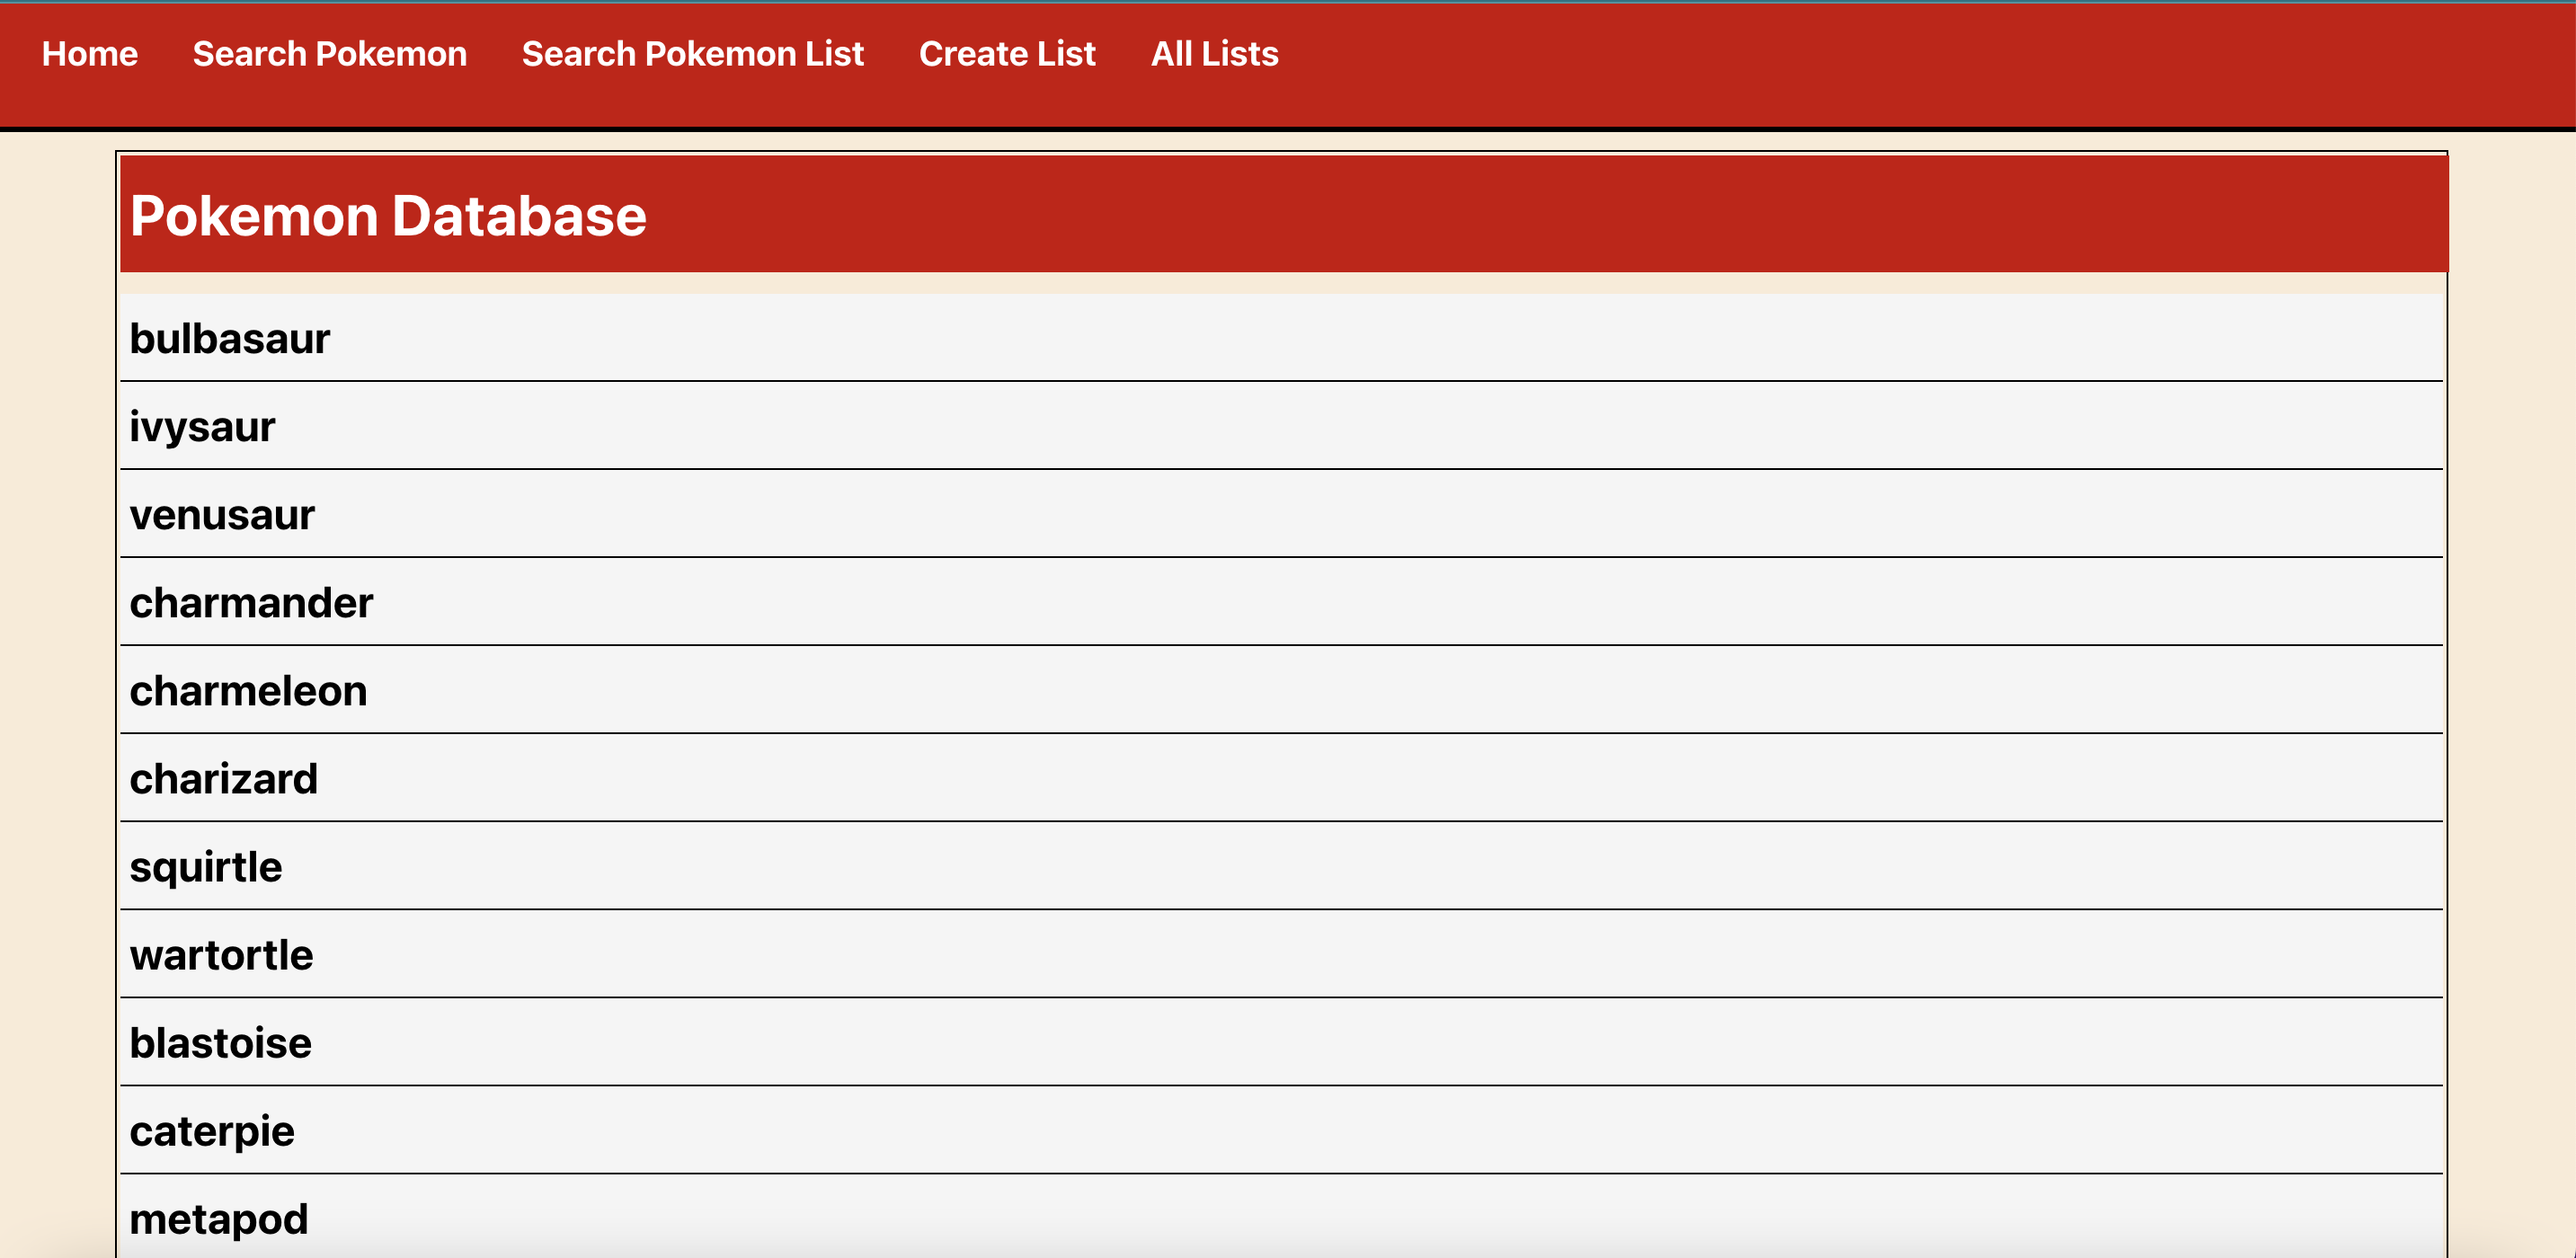 Home Search Pokemon Search Pokemon List Create List All Lists
Pokemon Database
bulbasaur
ivysaur
venusaur
charmander
charmeleon
charizard
squirtle
wartortle
blastoise
caterpie
metapod